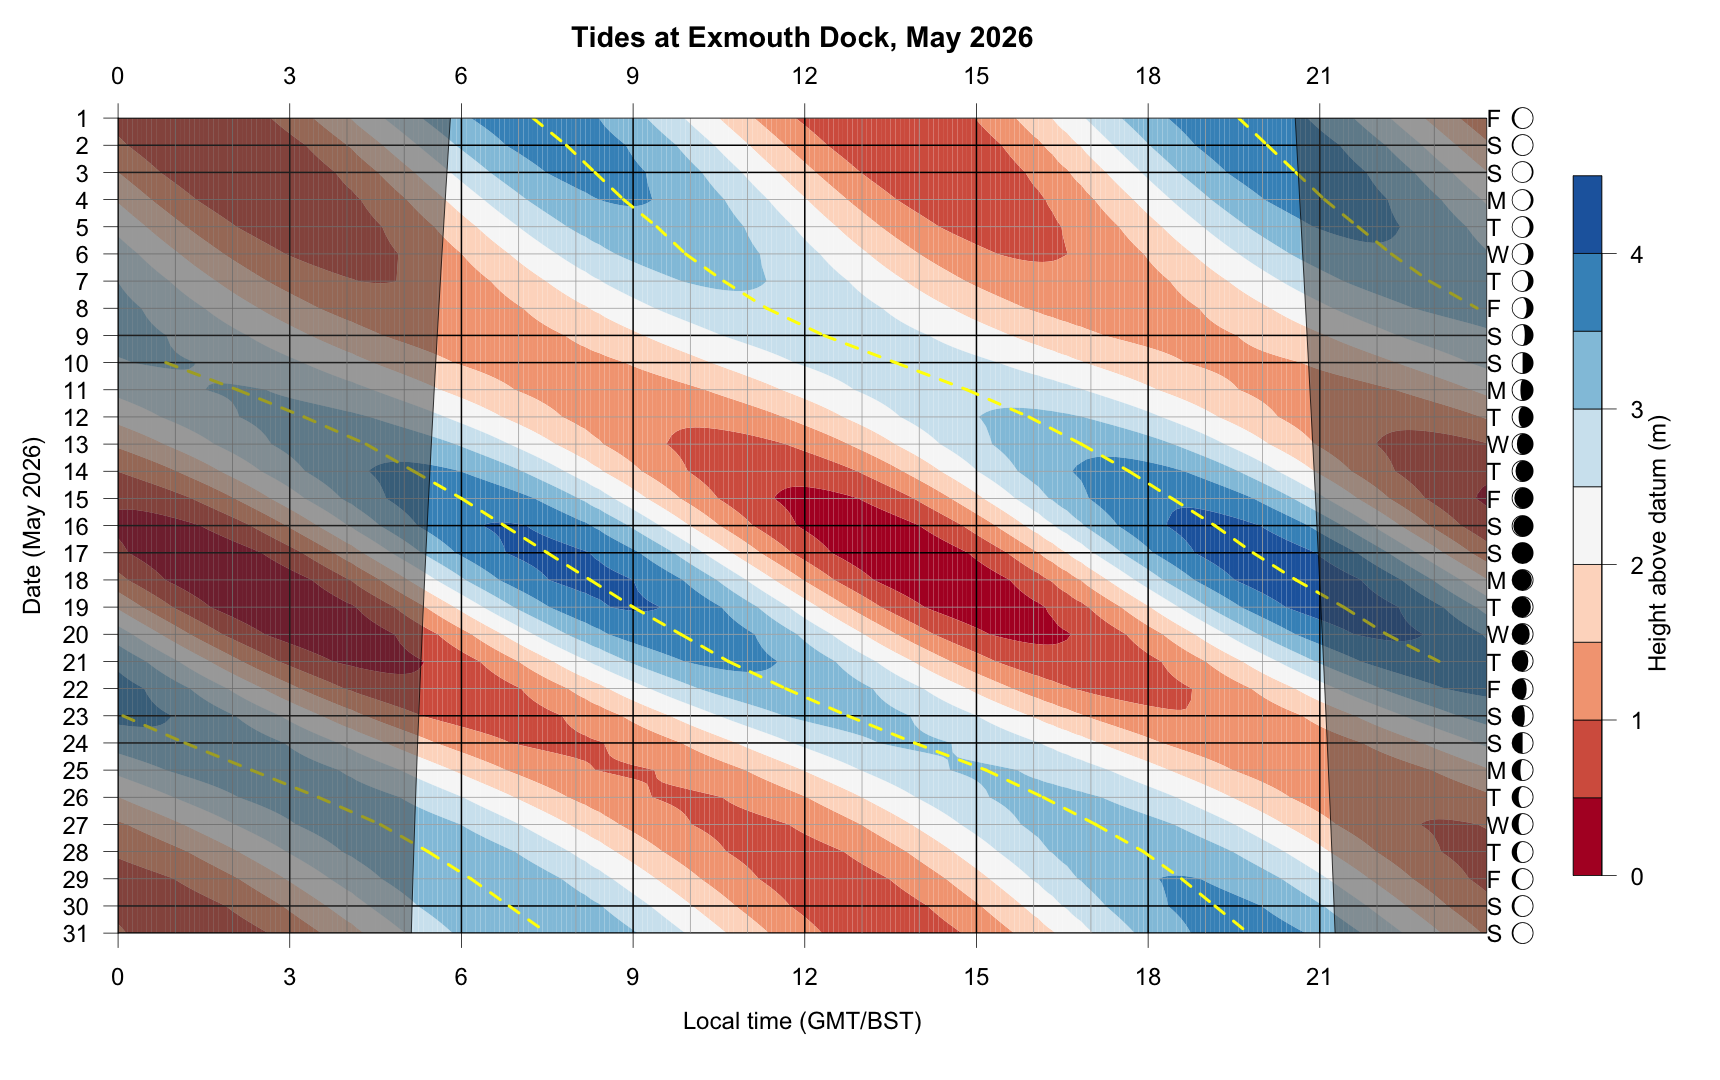 Tides at Exmouth Dock, May 2026
0 3 6 9 12 15 18 21
1 F
2 S
3 S
4 M
5 T
6 W
7 T
8 F
9 S
10 S
11 M
12 T
13 W
14 T
15 F
16 S
17 S
18 M
19 T
20 W
21 T
22 F
23 S
24 S
25 M
26 T
27 W
28 T
29 F
30 S
31 S
0 3 6 9 12 15 18 21
Local time (GMT/BST)
Date (May 2026)
4
3
2
1
0
Height above datum (m)